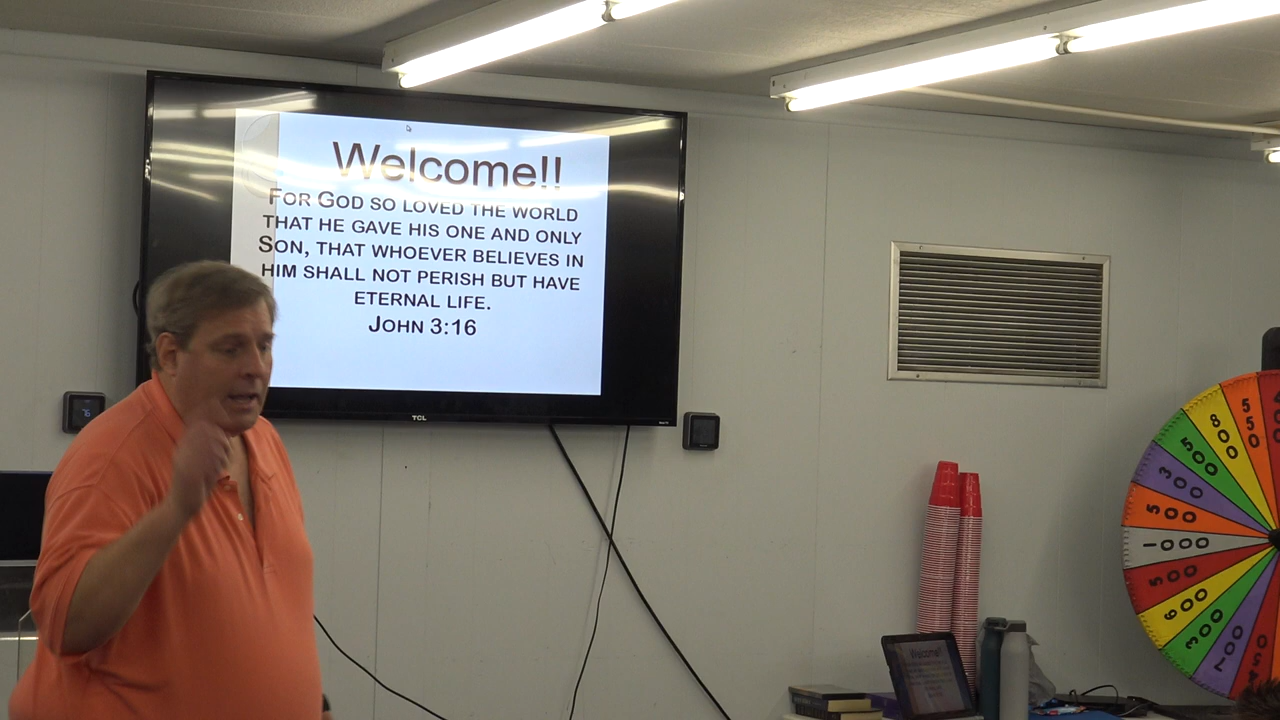 Welcome!!
FOR GOD SO LOVED THE WORLD
THAT HE GAVE HIS ONE AND ONLY
SON, THAT WHOEVER BELIEVES IN
HIM SHALL NOT PERISH BUT HAVE
ETERNAL LIFE.
JOHN 3:16
TCL
76
550
800
500
300
500
1000
500
600
300
700
Welcome!!